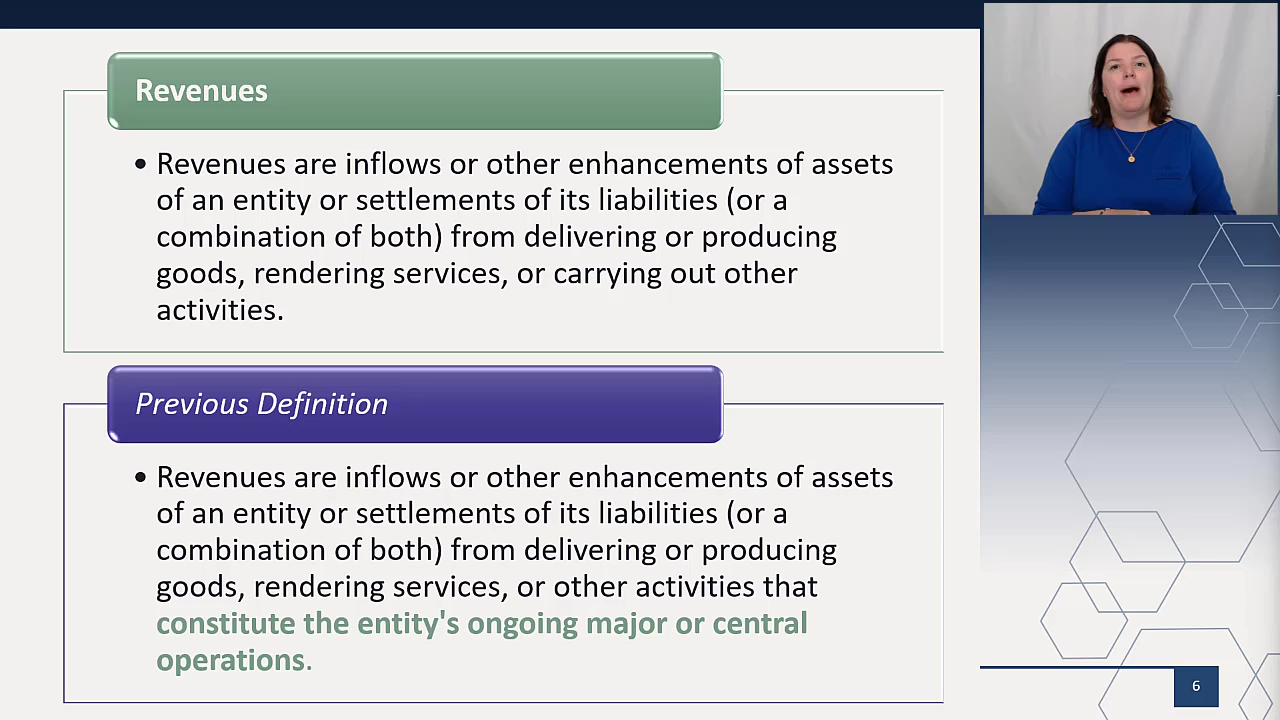 Revenues
• Revenues are inflows or other enhancements of assets
of an entity or settlements of its liabilities (or a
combination of both) from delivering or producing
goods, rendering services, or carrying out other
activities.
Previous Definition
• Revenues are inflows or other enhancements of assets
of an entity or settlements of its liabilities (or a
combination of both) from delivering or producing
goods, rendering services, or other activities that
constitute the entity's ongoing major or central
operations.
6